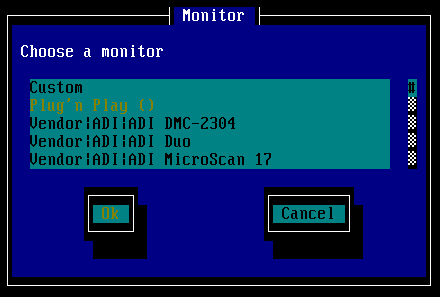 Monitor
Choose a monitor
Custom
Plug'n Play ()
Vendor¦ADI¦ADI DMC-2304
Vendor¦ADI¦ADI Duo
Vendor¦ADI¦ADI MicroScan 17
Ok Cancel